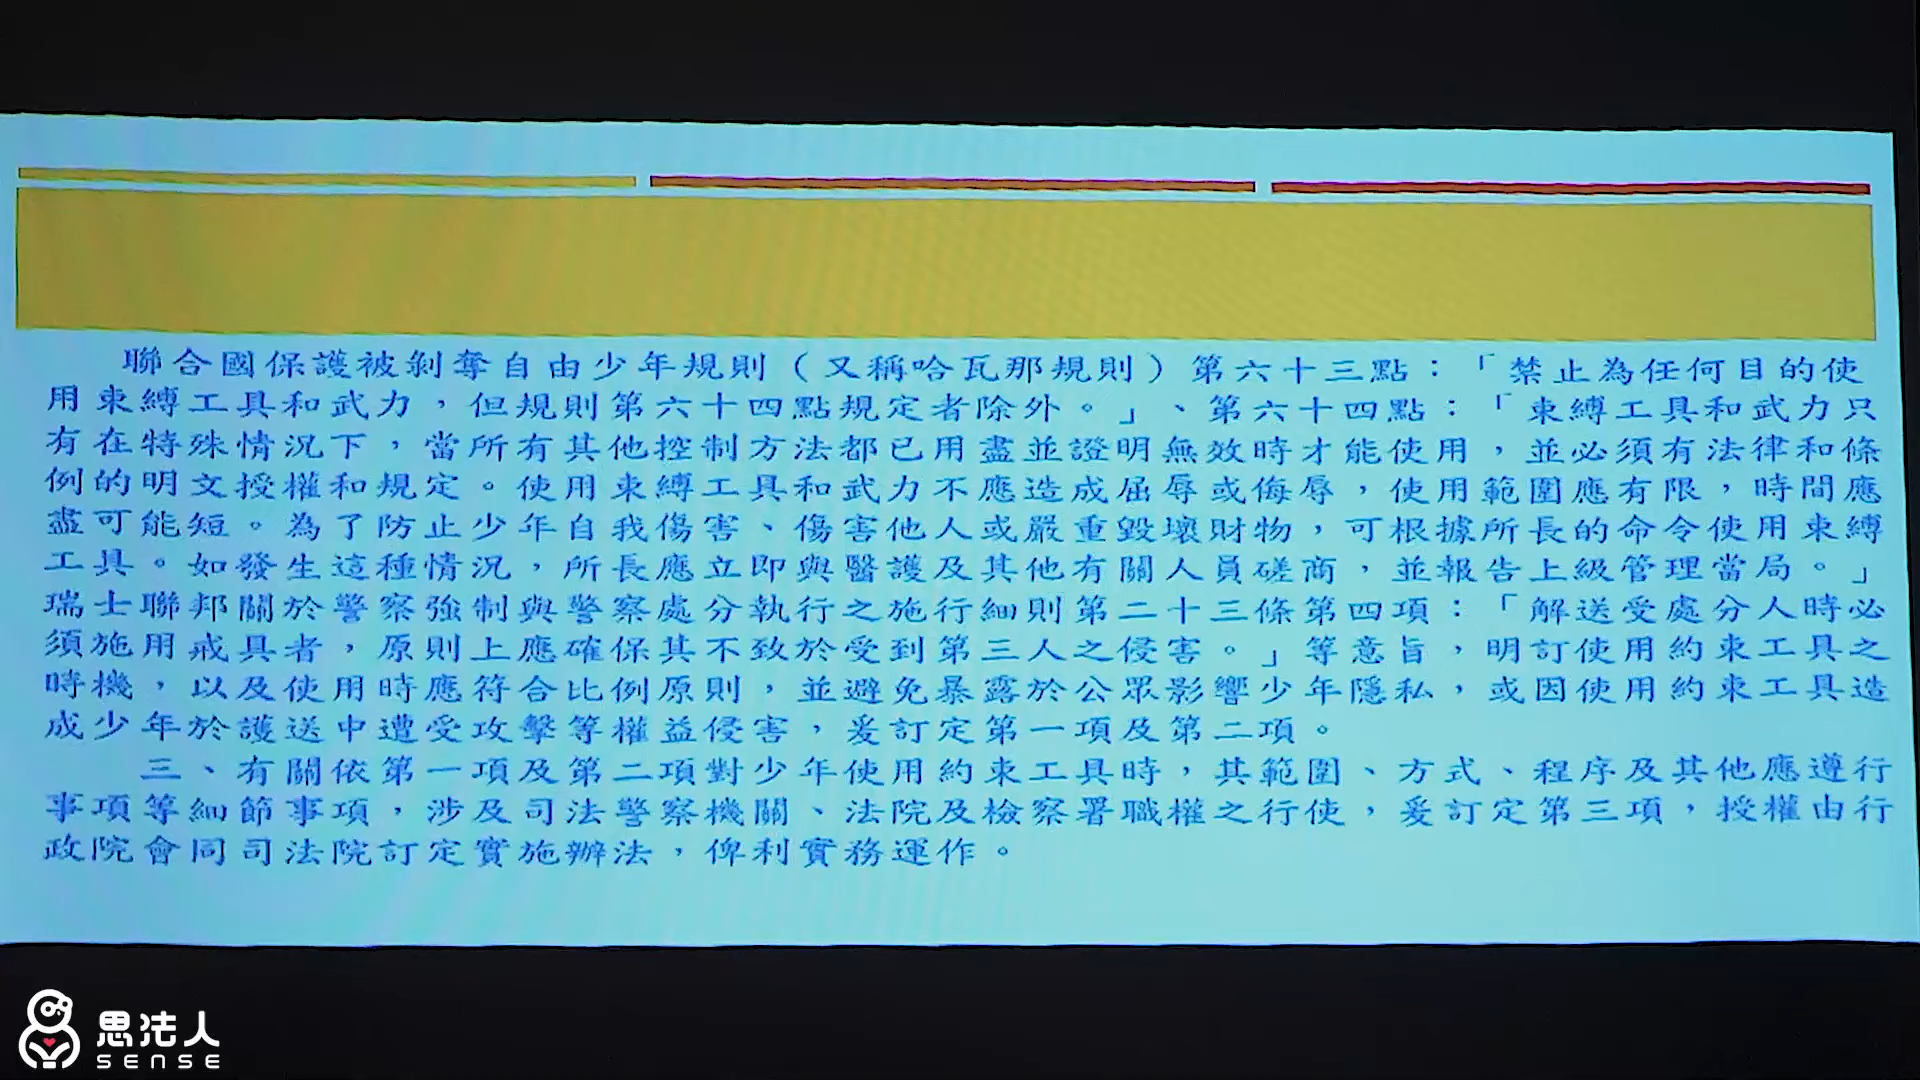 聯合國保護被剝奪自由少年規則（又稱哈瓦那規則）第六十三點：「禁止為任何目的使
用束縛工具和武力，但規則第六十四點規定者除外。」、第六十四點：「束縛工具和武力只
有在特殊情況下，當所有其他控制方法都已用盡並證明無效時才能使用，並必須有法律和條
例的明文授權和規定。使用束縛工具和武力不應造成屈辱或侮辱，使用範圍應有限，時間應
盡可能短。為了防止少年自我傷害、傷害他人或嚴重毀壞財物，可根據所長的命令使用束縛
工具。如發生這種情況，所長應立即與醫護及其他有關人員磋商，並報告上級管理當局。」
瑞士聯邦關於警察強制與警察處分執行之施行細則第二十三條第四項：「解送受處分人時必
須施用戒具者，原則上應確保其不致於受到第三人之侵害。」等意旨，明訂使用約束工具之
時機，以及使用時應符合比例原則，並避免暴露於公眾影響少年隱私，或因使用約束工具造
成少年於護送中遭受攻擊等權益侵害，爰訂定第一項及第二項。
三、有關依第一項及第二項對少年使用約束工具時，其範圍、方式、程序及其他應遵行
事項等細節事項，涉及司法警察機關、法院及檢察署職權之行使，爰訂定第三項，授權由行
政院會同司法院訂定實施辦法，俾利實務運作。
思法人
SENSE